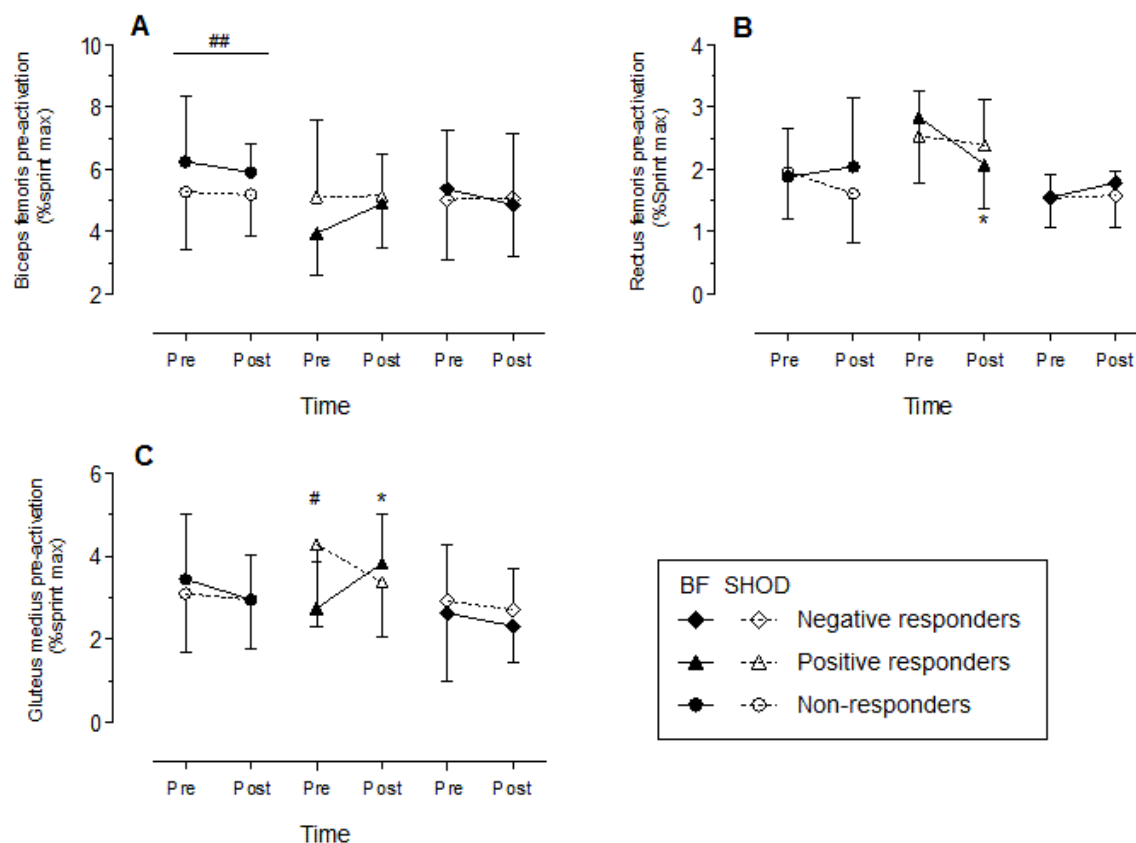 A
##
Biceps femoris pre-activation
(%sprint max)
10
8
6
4
2
Pre Post Pre Post Pre Post
Time
B
Rectus femoris pre-activation
(%Sprint max)
4
3
2
1
0
*
Pre Post Pre Post Pre Post
Time
C
Gluteus medius pre-activation
(%sprint max)
6
4
2
0
# *
Pre Post Pre Post Pre Post
Time
BF SHOD
Negative responders
Positive responders
Non-responders